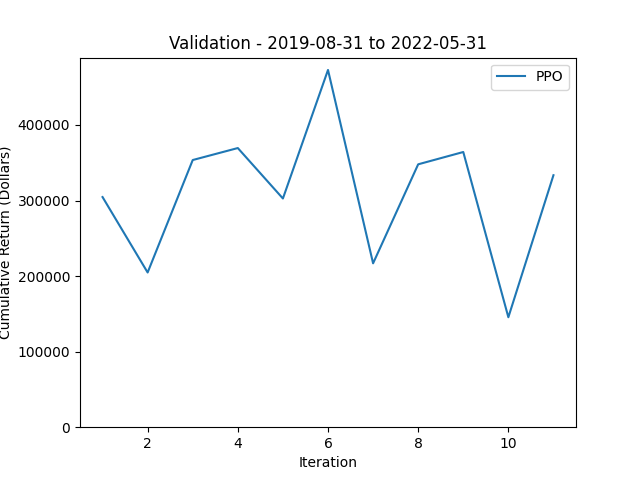 Validation - 2019-08-31 to 2022-05-31
PPO
Cumulative Return (Dollars)
400000
300000
200000
100000
0
2
4
6
8
10
Iteration